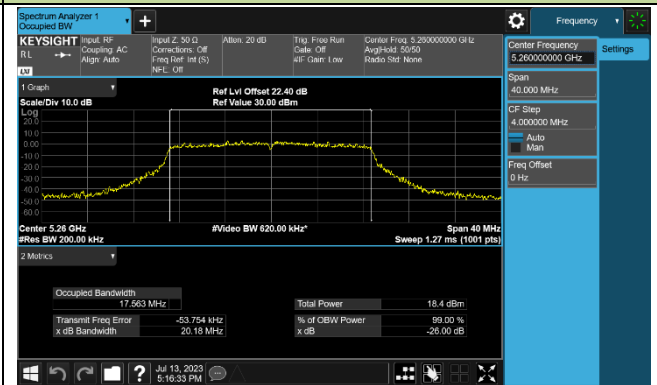 Spectrum Analyzer 1
Occupied BW
Frequency
KEYSIGHT
RL
LXI
Input: RF
Coupling: AC
Align: Auto
Input Z: 50 Ω
Corrections: Off
Freq Ref: Int (S)
NFE: Off
Atten: 20 dB
Trig: Free Run
Gate: Off
#IF Gain: Low
Center Freq: 5.260000000 GHz
Avg|Hold: 50/50
Radio Std: None
Center Frequency
5.260000000 GHz
Settings
Span
40.000 MHz
CF Step
4.000000 MHz
Auto
Man
Freq Offset
0 Hz
1 Graph
Scale/Div 10.0 dB
Ref Lvl Offset 22.40 dB
Ref Value 30.00 dBm
Log
20.0
10.0
0.00
-10.0
-20.0
-30.0
-40.0
-50.0
-60.0
Center 5.26 GHz
#Res BW 200.00 kHz
#Video BW 620.00 kHz*
Span 40 MHz
Sweep 1.27 ms (1001 pts)
2 Metrics
Occupied Bandwidth
17.563 MHz
Total Power 18.4 dBm
Transmit Freq Error -53.754 kHz
% of OBW Power 99.00 %
x dB Bandwidth 20.18 MHz
x dB -26.00 dB
?
Jul 13, 2023
5:16:33 PM